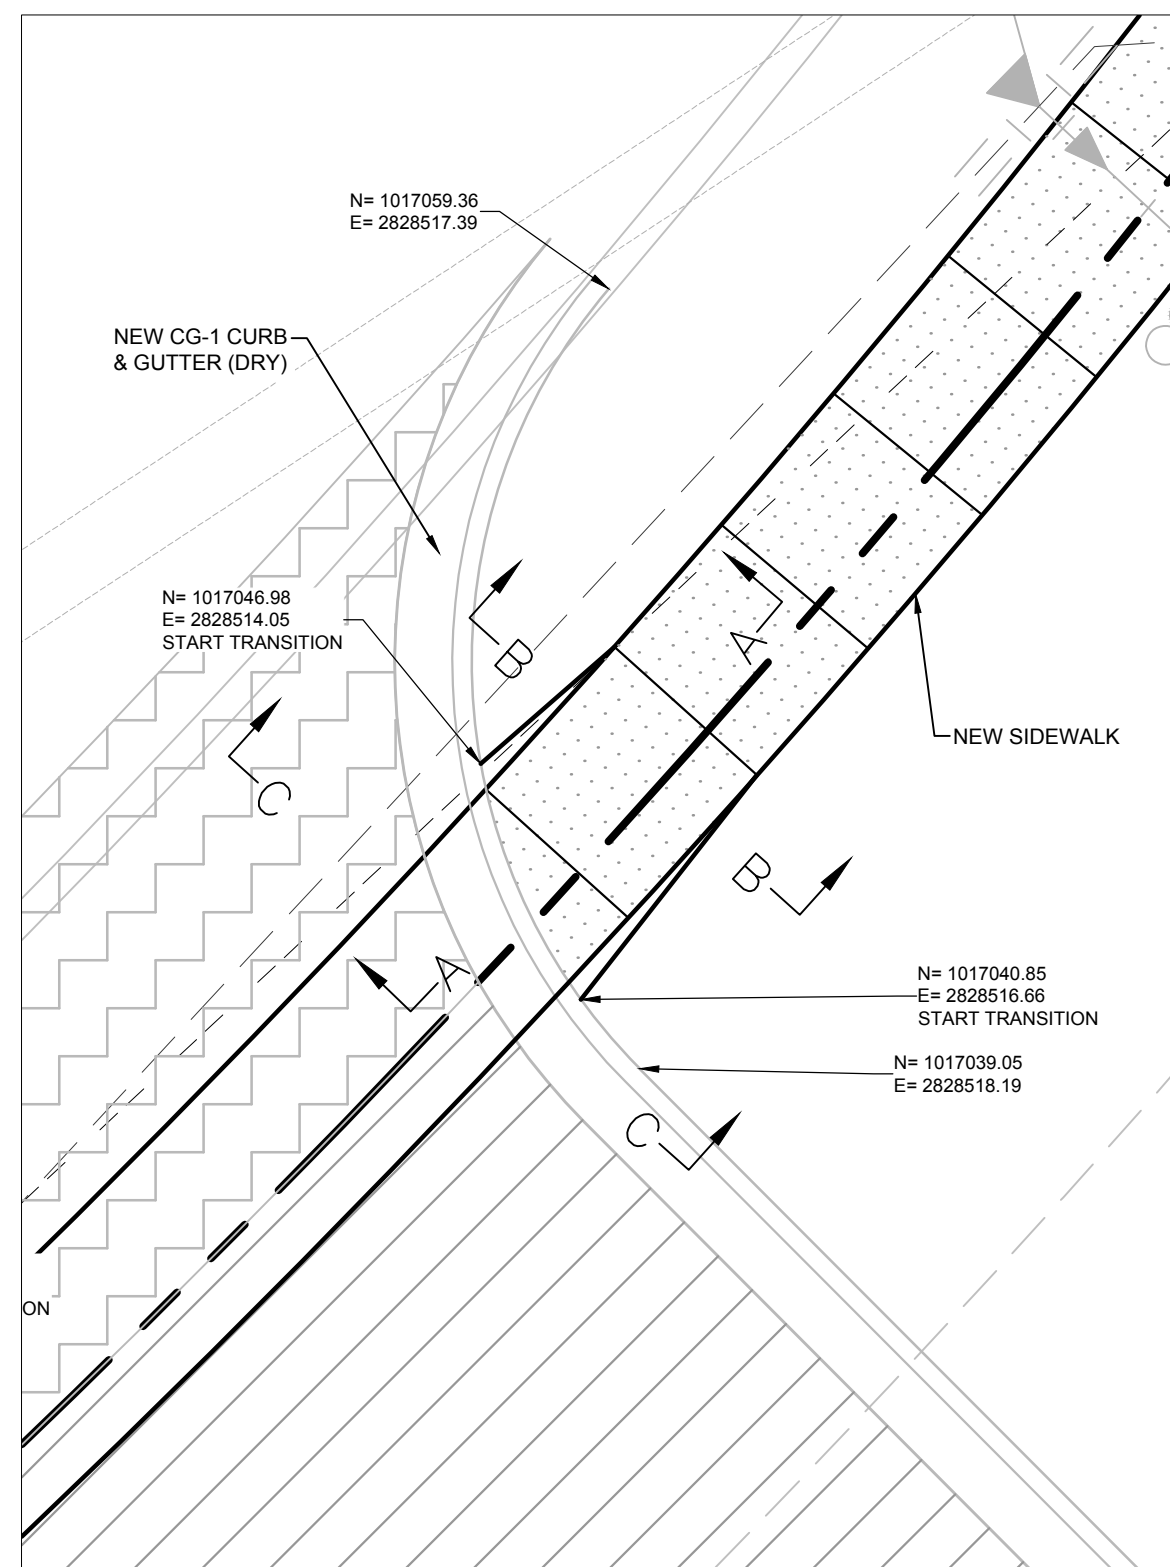 N= 1017059.36
E= 2828517.39
NEW CG-1 CURB
& GUTTER (DRY)
N= 1017046.98
E= 2828514.05
START TRANSITION
B
A
C
NEW SIDEWALK
B
A
N= 1017040.85
E= 2828516.66
START TRANSITION
N= 1017039.05
E= 2828518.19
C
ON